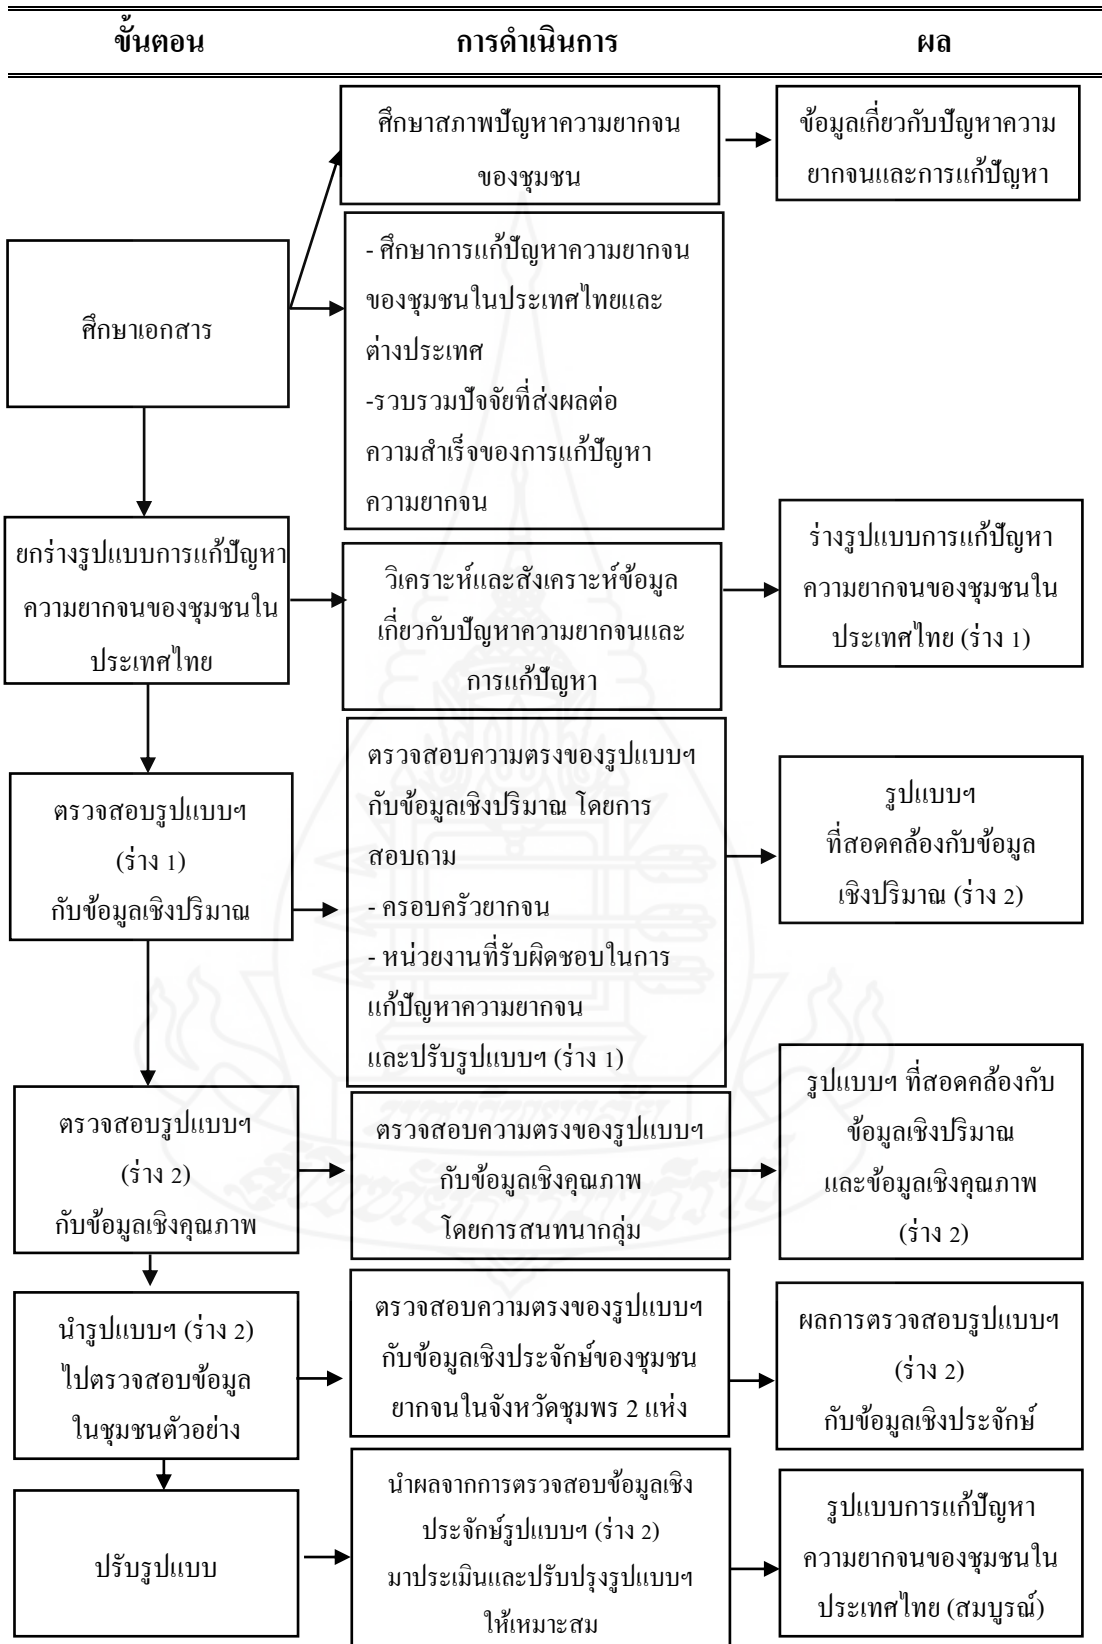 ขั้นตอน การดำเนินการ ผล
ศึกษาเอกสาร
ศึกษาสภาพปัญหาความยากจน
ของชุมชน
ข้อมูลเกี่ยวกับปัญหาความ
ยากจนและการแก้ปัญหา
- ศึกษาการแก้ปัญหาความยากจน
ของชุมชนในประเทศไทยและ
ต่างประเทศ
-รวบรวมปัจจัยที่ส่งผลต่อ
ความสำเร็จของการแก้ปัญหา
ความยากจน
ยกร่างรูปแบบการแก้ปัญหา
ความยากจนของชุมชนใน
ประเทศไทย
วิเคราะห์และสังเคราะห์ข้อมูล
เกี่ยวกับปัญหาความยากจนและ
การแก้ปัญหา
ร่างรูปแบบการแก้ปัญหา
ความยากจนของชุมชนใน
ประเทศไทย (ร่าง 1)
ตรวจสอบรูปแบบฯ
(ร่าง 1)
กับข้อมูลเชิงปริมาณ
ตรวจสอบความตรงของรูปแบบฯ
กับข้อมูลเชิงปริมาณ โดยการ
สอบถาม
- ครอบครัวยากจน
- หน่วยงานที่รับผิดชอบในการ
แก้ปัญหาความยากจน
และปรับรูปแบบฯ (ร่าง 1)
รูปแบบฯ
ที่สอดคล้องกับข้อมูล
เชิงปริมาณ (ร่าง 2)
ตรวจสอบรูปแบบฯ
(ร่าง 2)
กับข้อมูลเชิงคุณภาพ
ตรวจสอบความตรงของรูปแบบฯ
กับข้อมูลเชิงคุณภาพ
โดยการสนทนากลุ่ม
รูปแบบฯ ที่สอดคล้องกับ
ข้อมูลเชิงปริมาณ
และข้อมูลเชิงคุณภาพ
(ร่าง 2)
นำรูปแบบฯ (ร่าง 2)
ไปตรวจสอบข้อมูล
ในชุมชนตัวอย่าง
ตรวจสอบความตรงของรูปแบบฯ
กับข้อมูลเชิงประจักษ์ของชุมชน
ยากจนในจังหวัดชุมพร 2 แห่ง
ผลการตรวจสอบรูปแบบฯ
(ร่าง 2)
กับข้อมูลเชิงประจักษ์
ปรับรูปแบบ
นำผลจากการตรวจสอบข้อมูลเชิง
ประจักษ์รูปแบบฯ (ร่าง 2)
มาประเมินและปรับปรุงรูปแบบฯ
ให้เหมาะสม
รูปแบบการแก้ปัญหา
ความยากจนของชุมชนใน
ประเทศไทย (สมบูรณ์)
มหาวิทยาลัย
สุโขทัยธรรมาธิราช